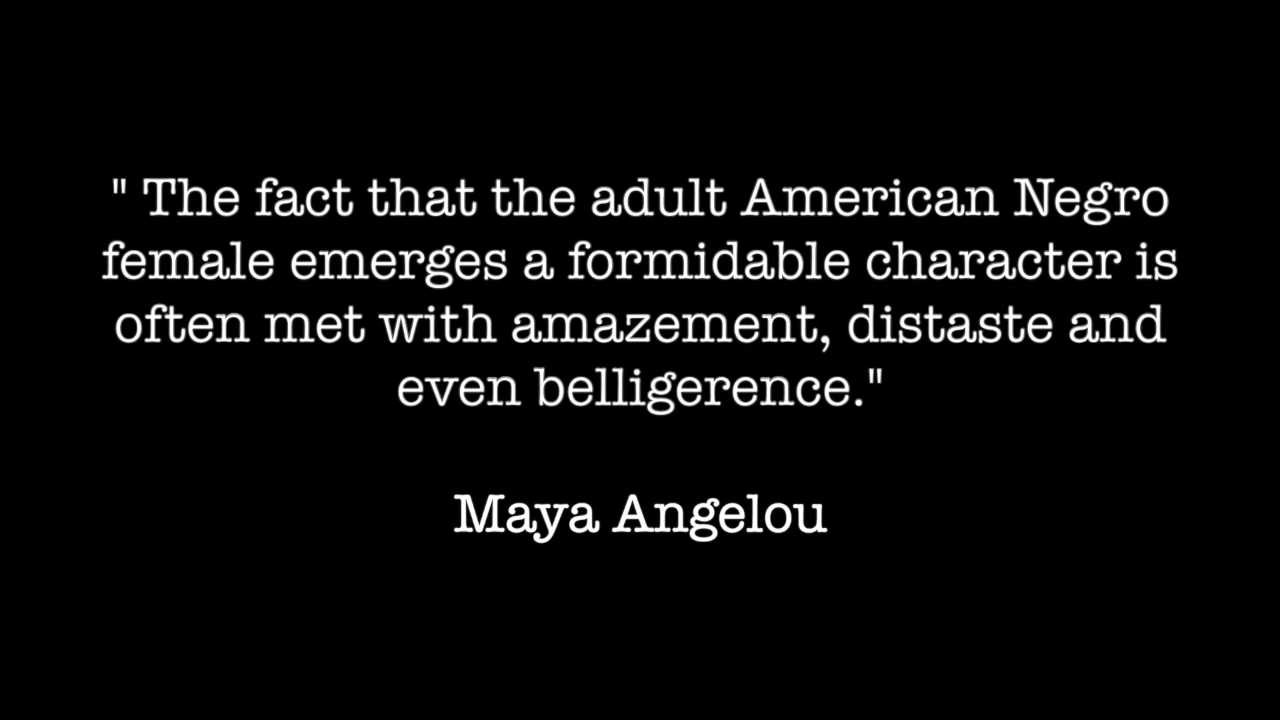 " The fact that the adult American Negro
female emerges a formidable character is
often met with amazement, distaste and
even belligerence."
Maya Angelou